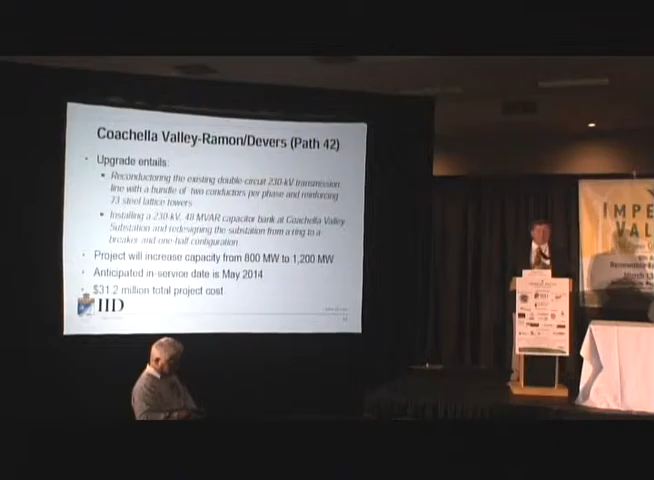 Coachella Valley-Ramon/Devers (Path 42)
Upgrade entails:
Reconductoring the existing double-circuit 230-kV transmission
line with a bundle of two conductors per phase and reinforcing
73 steel lattice towers
Installing a 230-kV, 48 MVAR capacitor bank at Coachella Valley
Substation and redesigning the substation from a ring to a
breaker and one-half configuration
Project will increase capacity from 800 MW to 1,200 MW
Anticipated in-service date is May 2014
$31.2 million total project cost
IID
IMPE
VAL